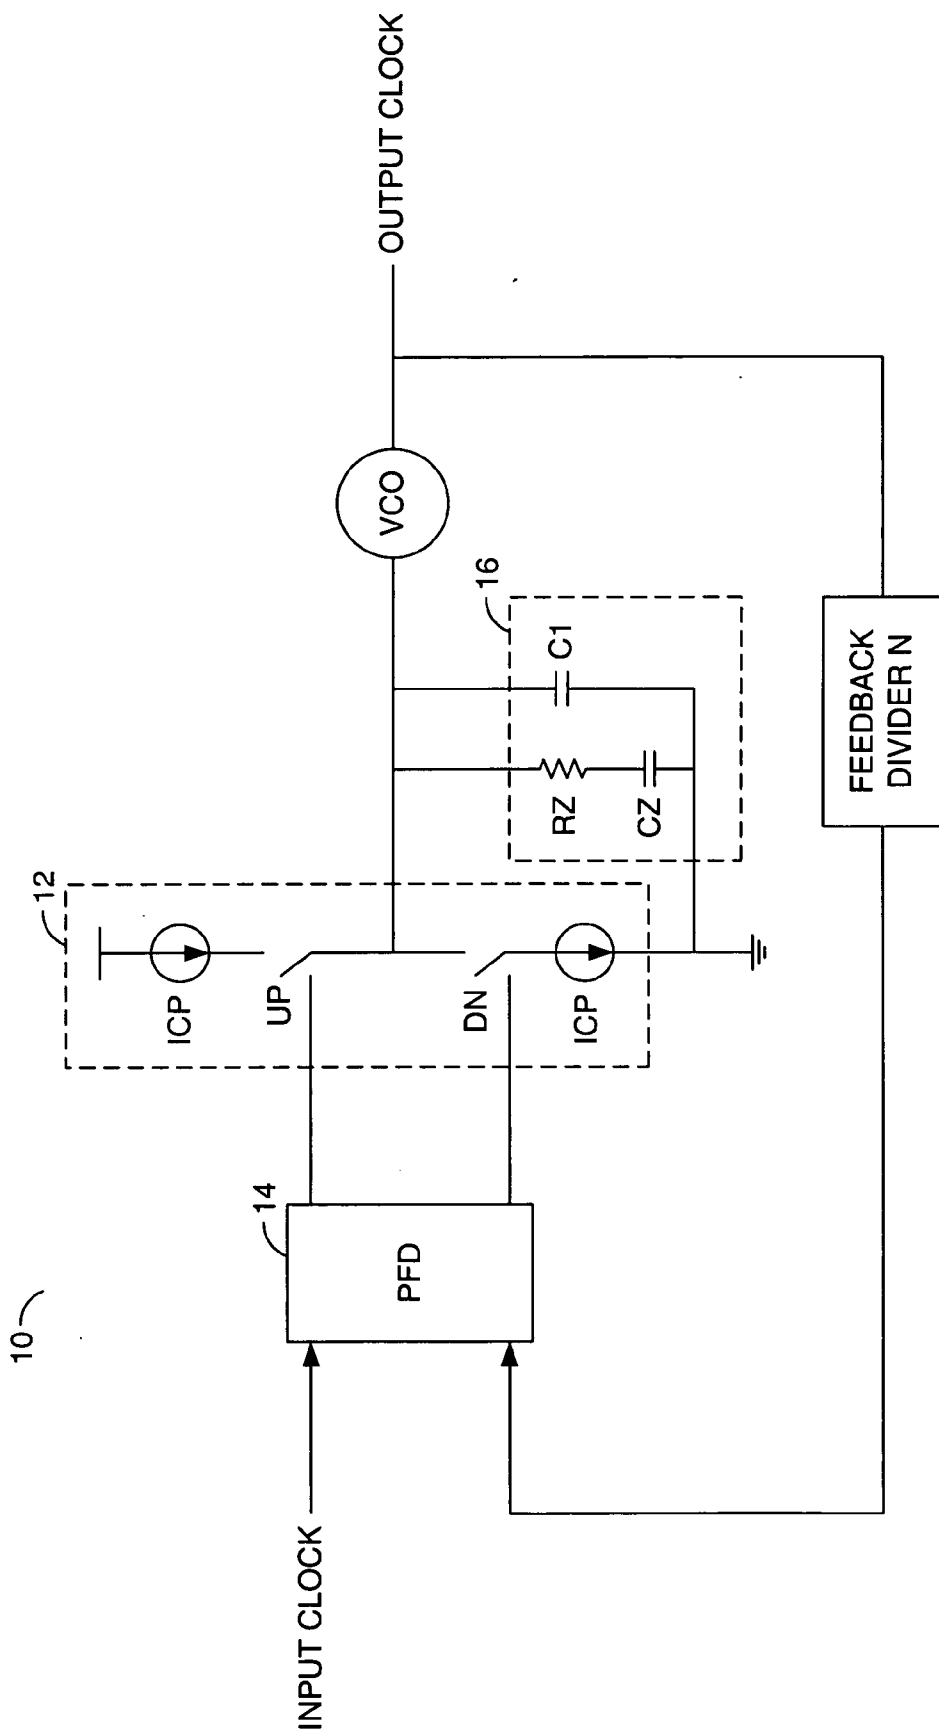 10
INPUT CLOCK
14
PFD
12
ICP
UP
DN
ICP
16
RZ
CZ
C1
VCO
OUTPUT CLOCK
FEEDBACK
DIVIDER N